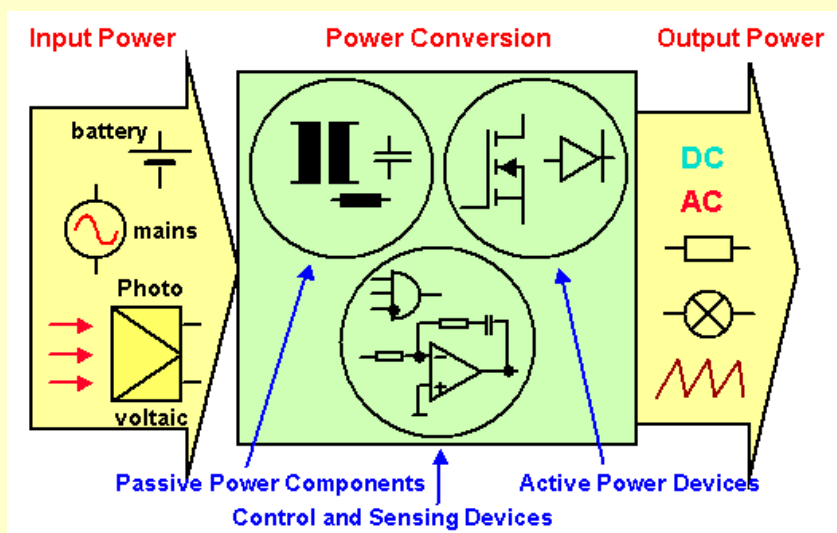 Input Power
Power Conversion
Output Power
battery
mains
Photo
voltaic
DC
AC
Passive Power Components
Active Power Devices
Control and Sensing Devices